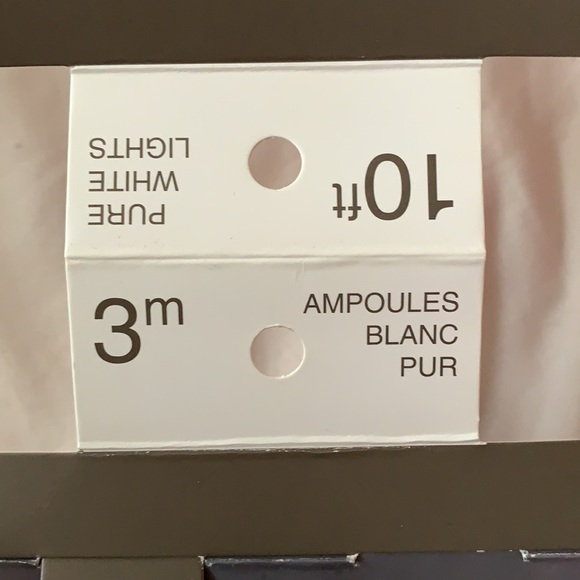 10ft
PURE
WHITE
LIGHTS
3m
AMPOULES
BLANC
PUR